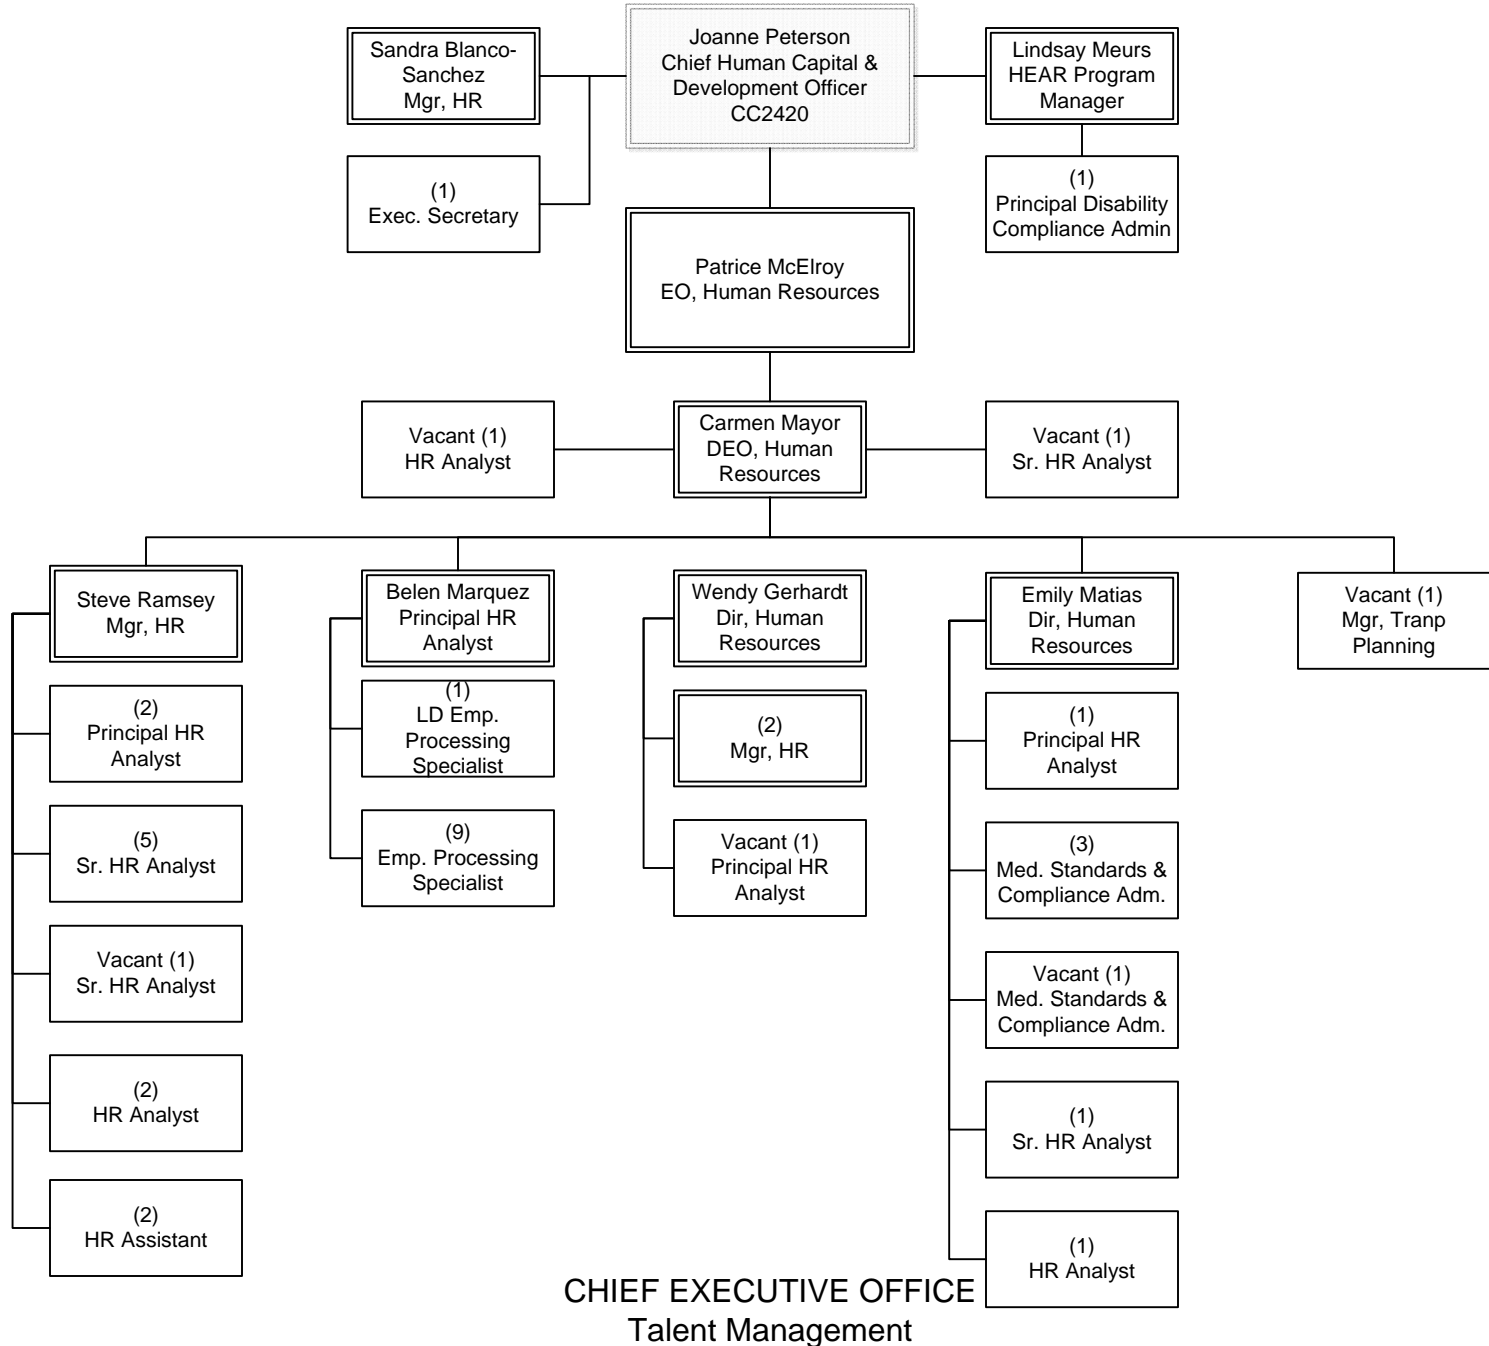 Sandra Blanco-
Sanchez
Mgr, HR
Joanne Peterson
Chief Human Capital &
Development Officer
CC2420
Lindsay Meurs
HEAR Program
Manager
(1)
Exec. Secretary
(1)
Principal Disability
Compliance Admin
Patrice McElroy
EO, Human Resources
Vacant (1)
HR Analyst
Carmen Mayor
DEO, Human
Resources
Vacant (1)
Sr. HR Analyst
Steve Ramsey
Mgr, HR
Belen Marquez
Principal HR
Analyst
Wendy Gerhardt
Dir, Human
Resources
Emily Matias
Dir, Human
Resources
Vacant (1)
Mgr, Tranp
Planning
(2)
Principal HR
Analyst
(5)
Sr. HR Analyst
Vacant (1)
Sr. HR Analyst
(2)
HR Analyst
(2)
HR Assistant
(1)
LD Emp.
Processing
Specialist
(9)
Emp. Processing
Specialist
(2)
Mgr, HR
Vacant (1)
Principal HR
Analyst
(1)
Principal HR
Analyst
(3)
Med. Standards &
Compliance Adm.
Vacant (1)
Med. Standards &
Compliance Adm.
(1)
Sr. HR Analyst
(1)
HR Analyst
CHIEF EXECUTIVE OFFICE
Talent Management